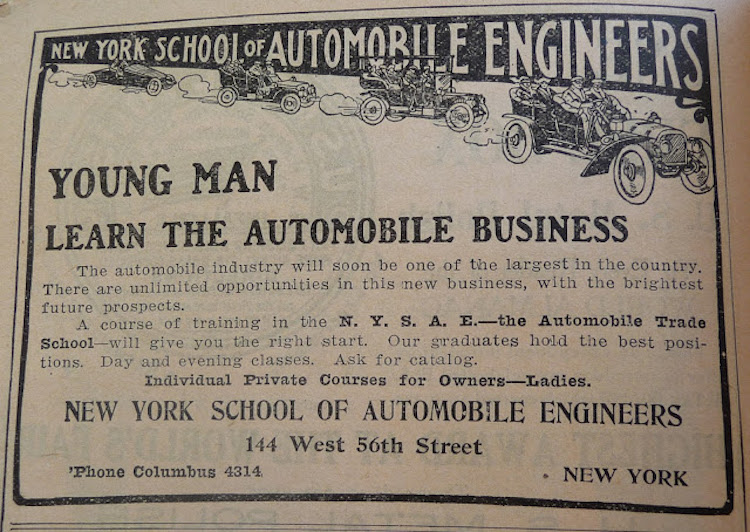 NEW YORK SCHOOL OF AUTOMOBILE ENGINEERS
YOUNG MAN
LEARN THE AUTOMOBILE BUSINESS
The automobile industry will soon be one of the largest in the country.
There are unlimited opportunities in this new business, with the brightest
future prospects.
A course of training in the N. Y. S. A. E.—the Automobile Trade
School—will give you the right start. Our graduates hold the best posi-
tions. Day and evening classes. Ask for catalog.
Individual Private Courses for Owners—Ladies.
NEW YORK SCHOOL OF AUTOMOBILE ENGINEERS
144 West 56th Street
'Phone Columbus 4314
NEW YORK